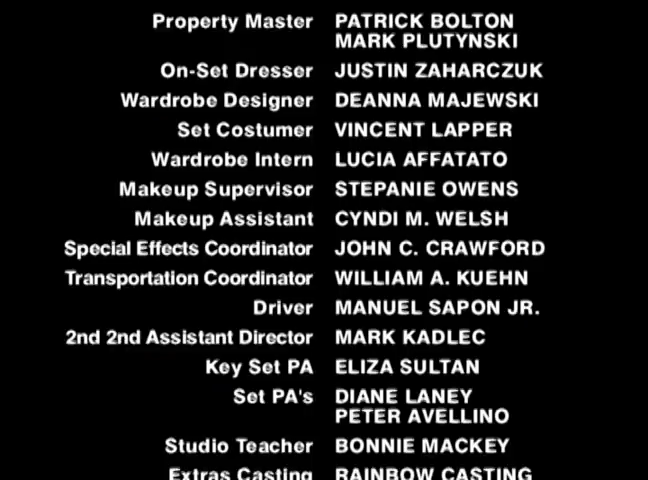 Property Master PATRICK BOLTON
MARK PLUTYNSKI
On-Set Dresser JUSTIN ZAHARCZUK
Wardrobe Designer DEANNA MAJEWSKI
Set Costumer VINCENT LAPPER
Wardrobe Intern LUCIA AFFATATO
Makeup Supervisor STEPANIE OWENS
Makeup Assistant CYNDI M. WELSH
Special Effects Coordinator JOHN C. CRAWFORD
Transportation Coordinator WILLIAM A. KUEHN
Driver MANUEL SAPON JR.
2nd 2nd Assistant Director MARK KADLEC
Key Set PA ELIZA SULTAN
Set PA's DIANE LANEY
PETER AVELLINO
Studio Teacher BONNIE MACKEY
Extras Casting RAINBOW CASTING